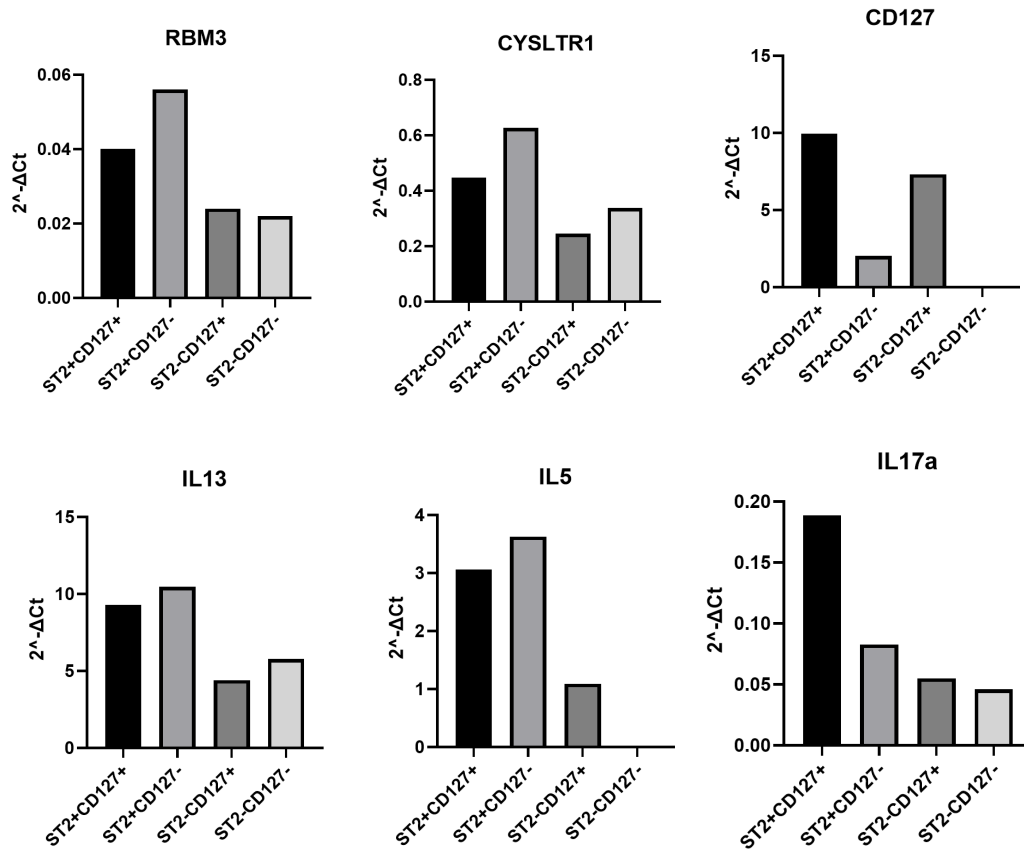 RBM3
2^-ΔCt
0.06
0.04
0.02
0.00
ST2+CD127+
ST2+CD127-
ST2-CD127+
ST2-CD127-
CYSLTR1
2^-ΔCt
0.8
0.6
0.4
0.2
0.0
ST2+CD127+
ST2+CD127-
ST2-CD127+
ST2-CD127-
CD127
2^-ΔCt
15
10
5
0
ST2+CD127+
ST2+CD127-
ST2-CD127+
ST2-CD127-
IL13
2^-ΔCt
15
10
5
0
ST2+CD127+
ST2+CD127-
ST2-CD127+
ST2-CD127-
IL5
2^-ΔCt
4
3
2
1
0
ST2+CD127+
ST2+CD127-
ST2-CD127+
ST2-CD127-
IL17a
2^-ΔCt
0.20
0.15
0.10
0.05
0.00
ST2+CD127+
ST2+CD127-
ST2-CD127+
ST2-CD127-